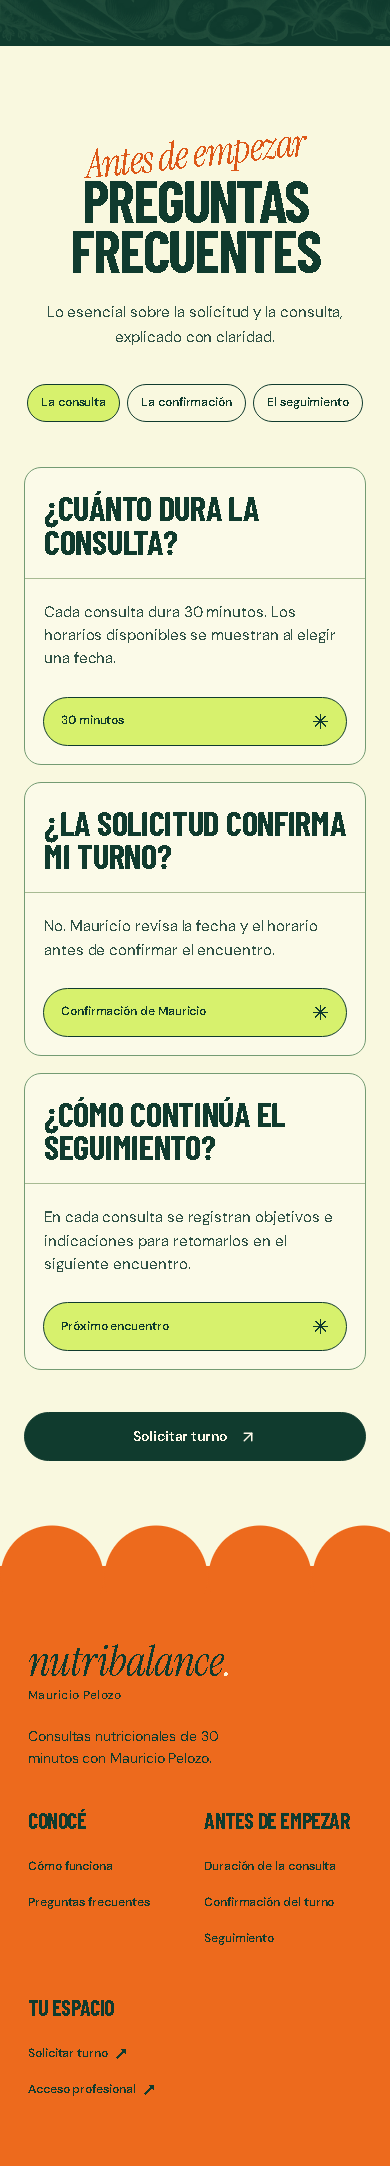 Antes de empezar
PREGUNTAS
FRECUENTES
Lo esencial sobre la solicitud y la consulta,
explicado con claridad.
La consulta
La confirmación
El seguimiento
¿CUÁNTO DURA LA
CONSULTA?
Cada consulta dura 30 minutos. Los
horarios disponibles se muestran al elegir
una fecha.
30 minutos
¿LA SOLICITUD CONFIRMA
MI TURNO?
No. Mauricio revisa la fecha y el horario
antes de confirmar el encuentro.
Confirmación de Mauricio
¿CÓMO CONTINÚA EL
SEGUIMIENTO?
En cada consulta se registran objetivos e
indicaciones para retomarlos en el
siguiente encuentro.
Próximo encuentro
Solicitar turno
nutribalance.
Mauricio Pelozo
Consultas nutricionales de 30
minutos con Mauricio Pelozo.
CONOCÉ
Cómo funciona
Preguntas frecuentes
ANTES DE EMPEZAR
Duración de la consulta
Confirmación del turno
Seguimiento
TU ESPACIO
Solicitar turno
Acceso profesional